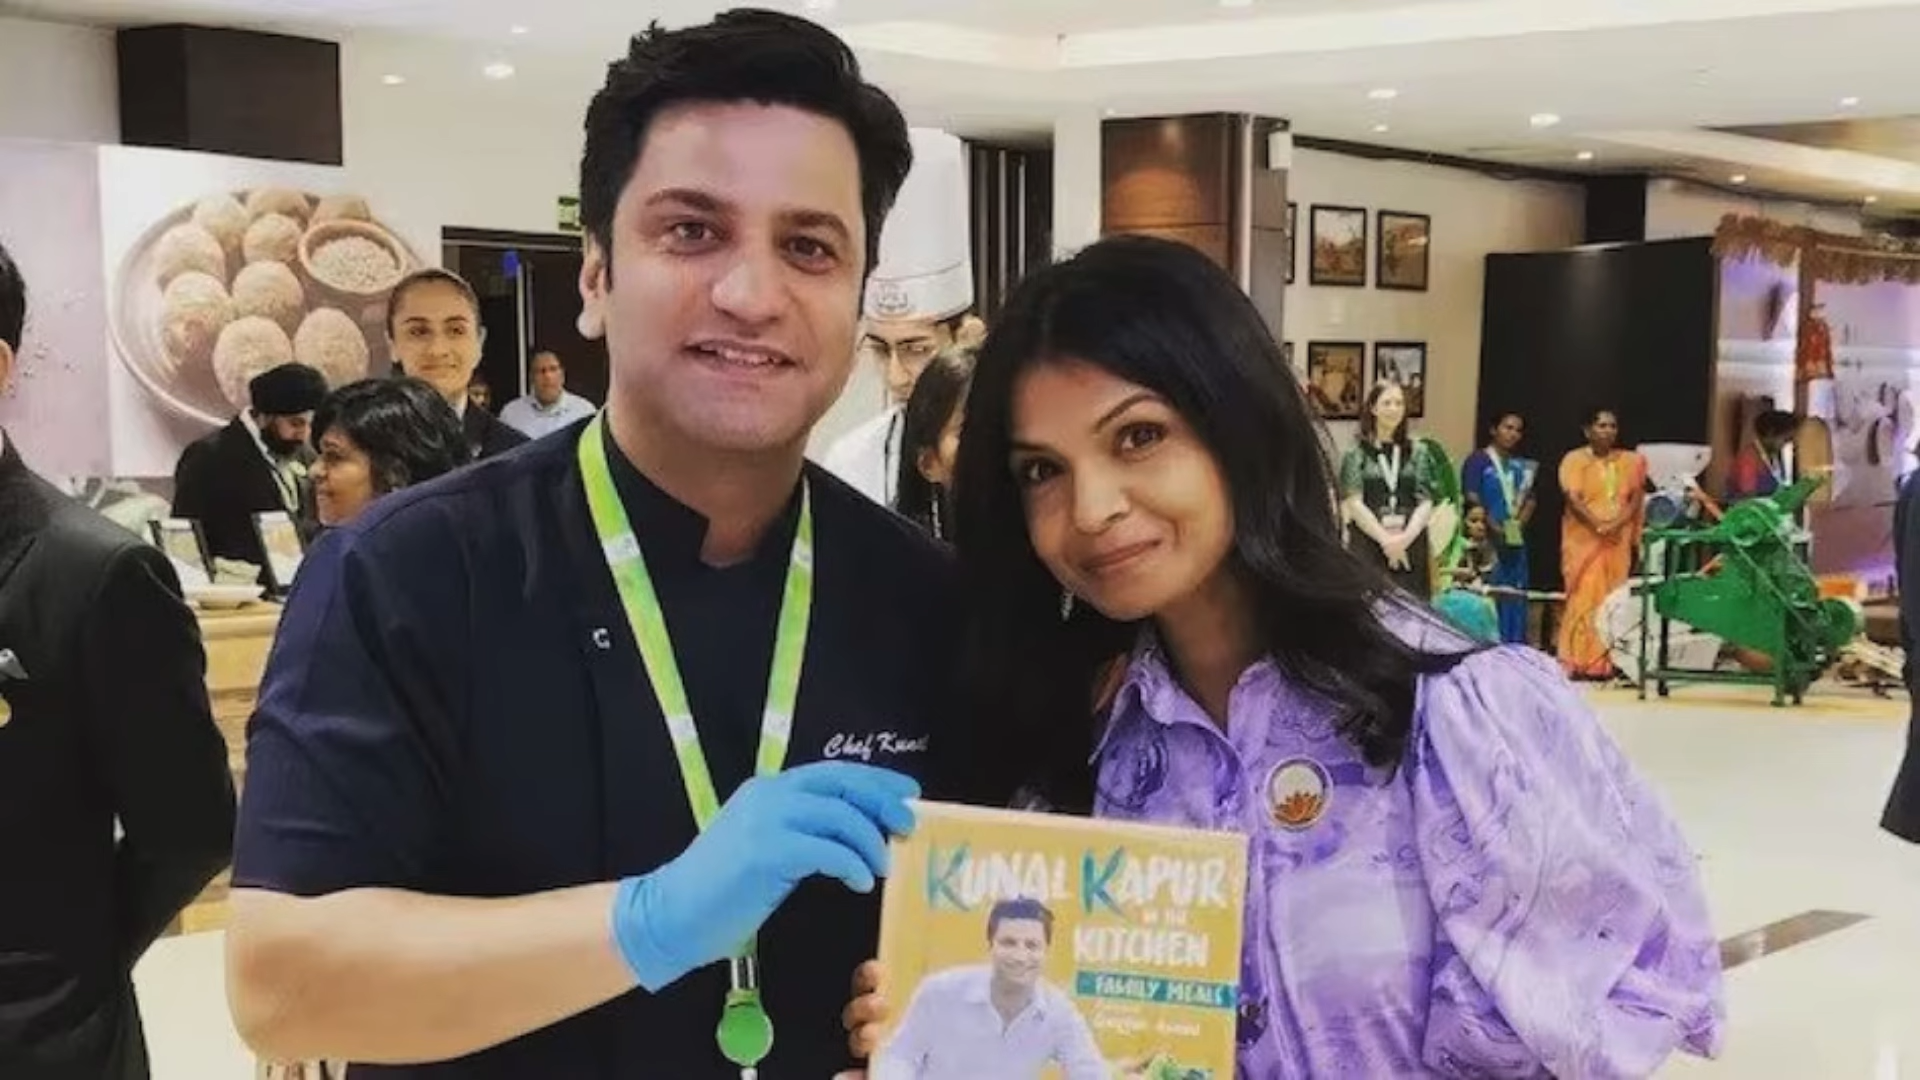 Chef Kunal
KUNAL KAPUR
IN THE
KITCHEN
FAMILY MEALS